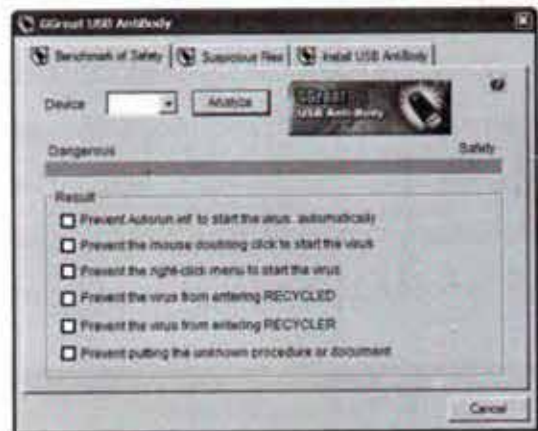 GGreat USB AntiBody
Benchmark of Safety
Suspicious Files
Install USB AntiBody
Device
Analyze
GGreat
USB Anti-Body
Dangerous
Safety
Result
Prevent Autorun.inf to start the virus automatically
Prevent the mouse doubling click to start the virus
Prevent the right-click menu to start the virus
Prevent the virus from entering RECYCLED
Prevent the virus from entering RECYCLER
Prevent putting the unknown procedure or document
Cancel